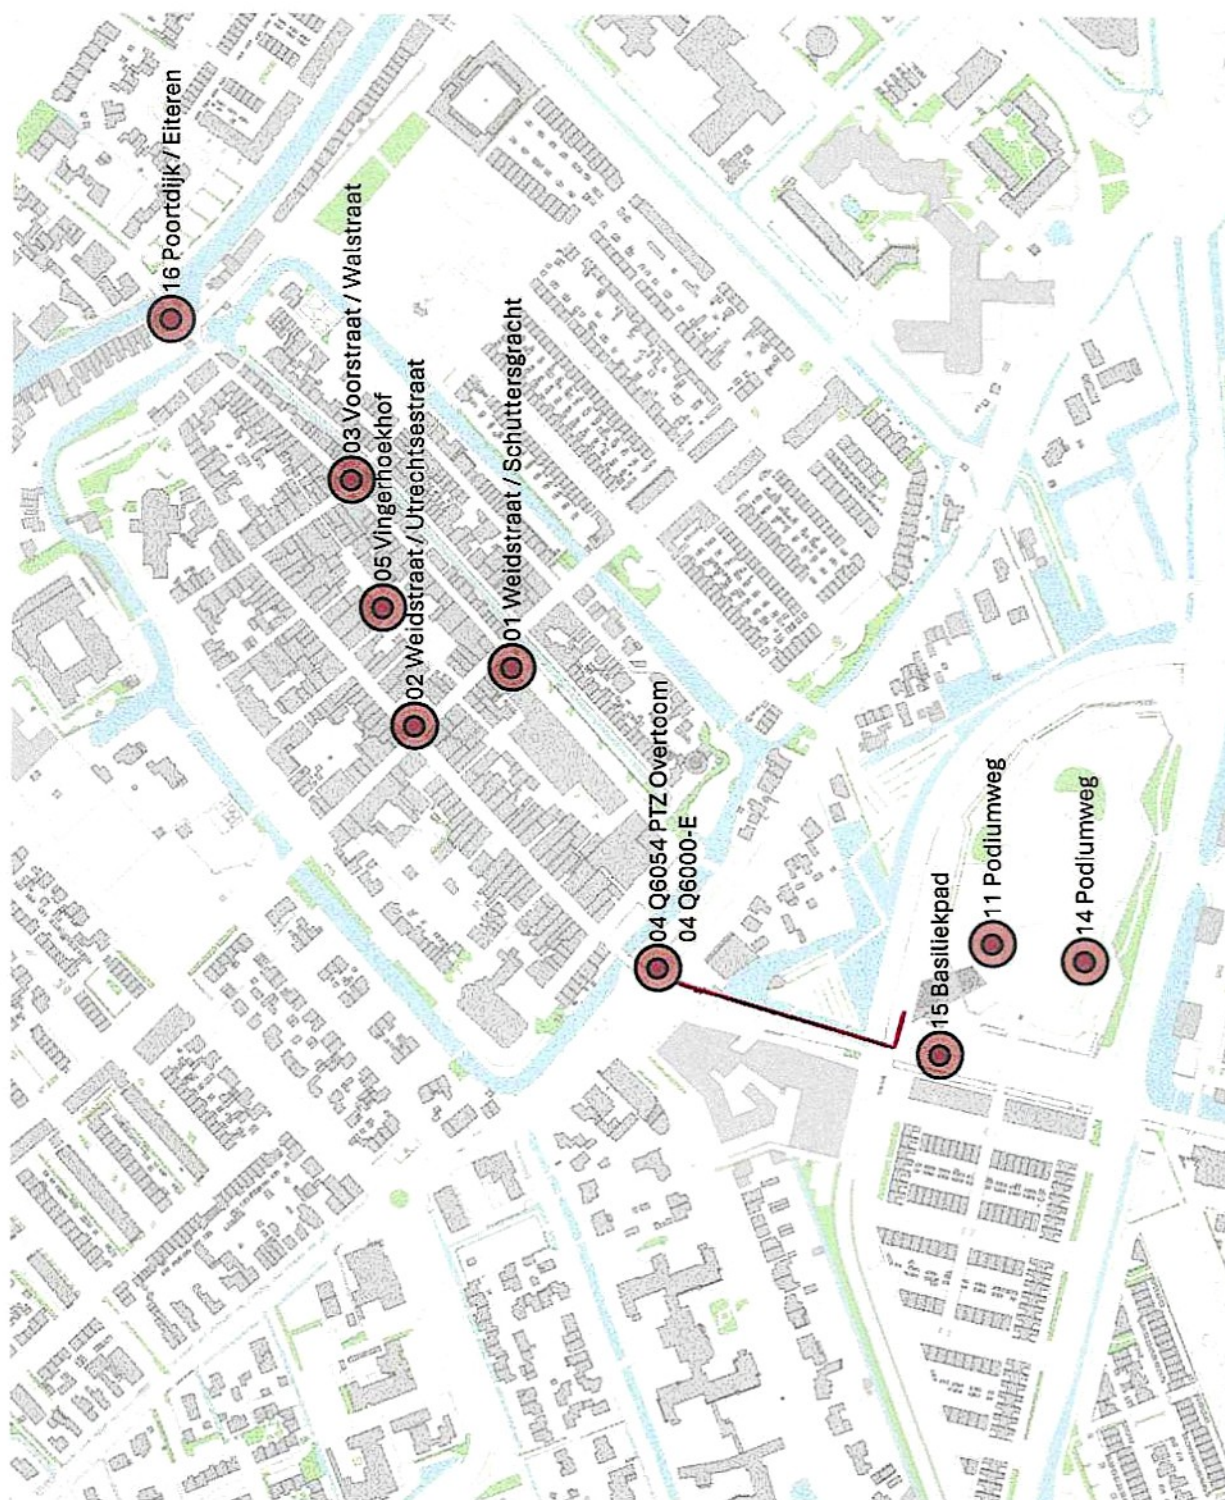 16 Poortdijk / Eiteren
03 Voorstraat / Walstraat
05 Vingerhoekhof
02 Weidstraat / Utrechtsestraat
01 Weidstraat / Schuttersgracht
04 Q6054 PTZ Overtoom
04 Q6000-E
15 Basiliekpad
11 Podiumweg
14 Podiumweg